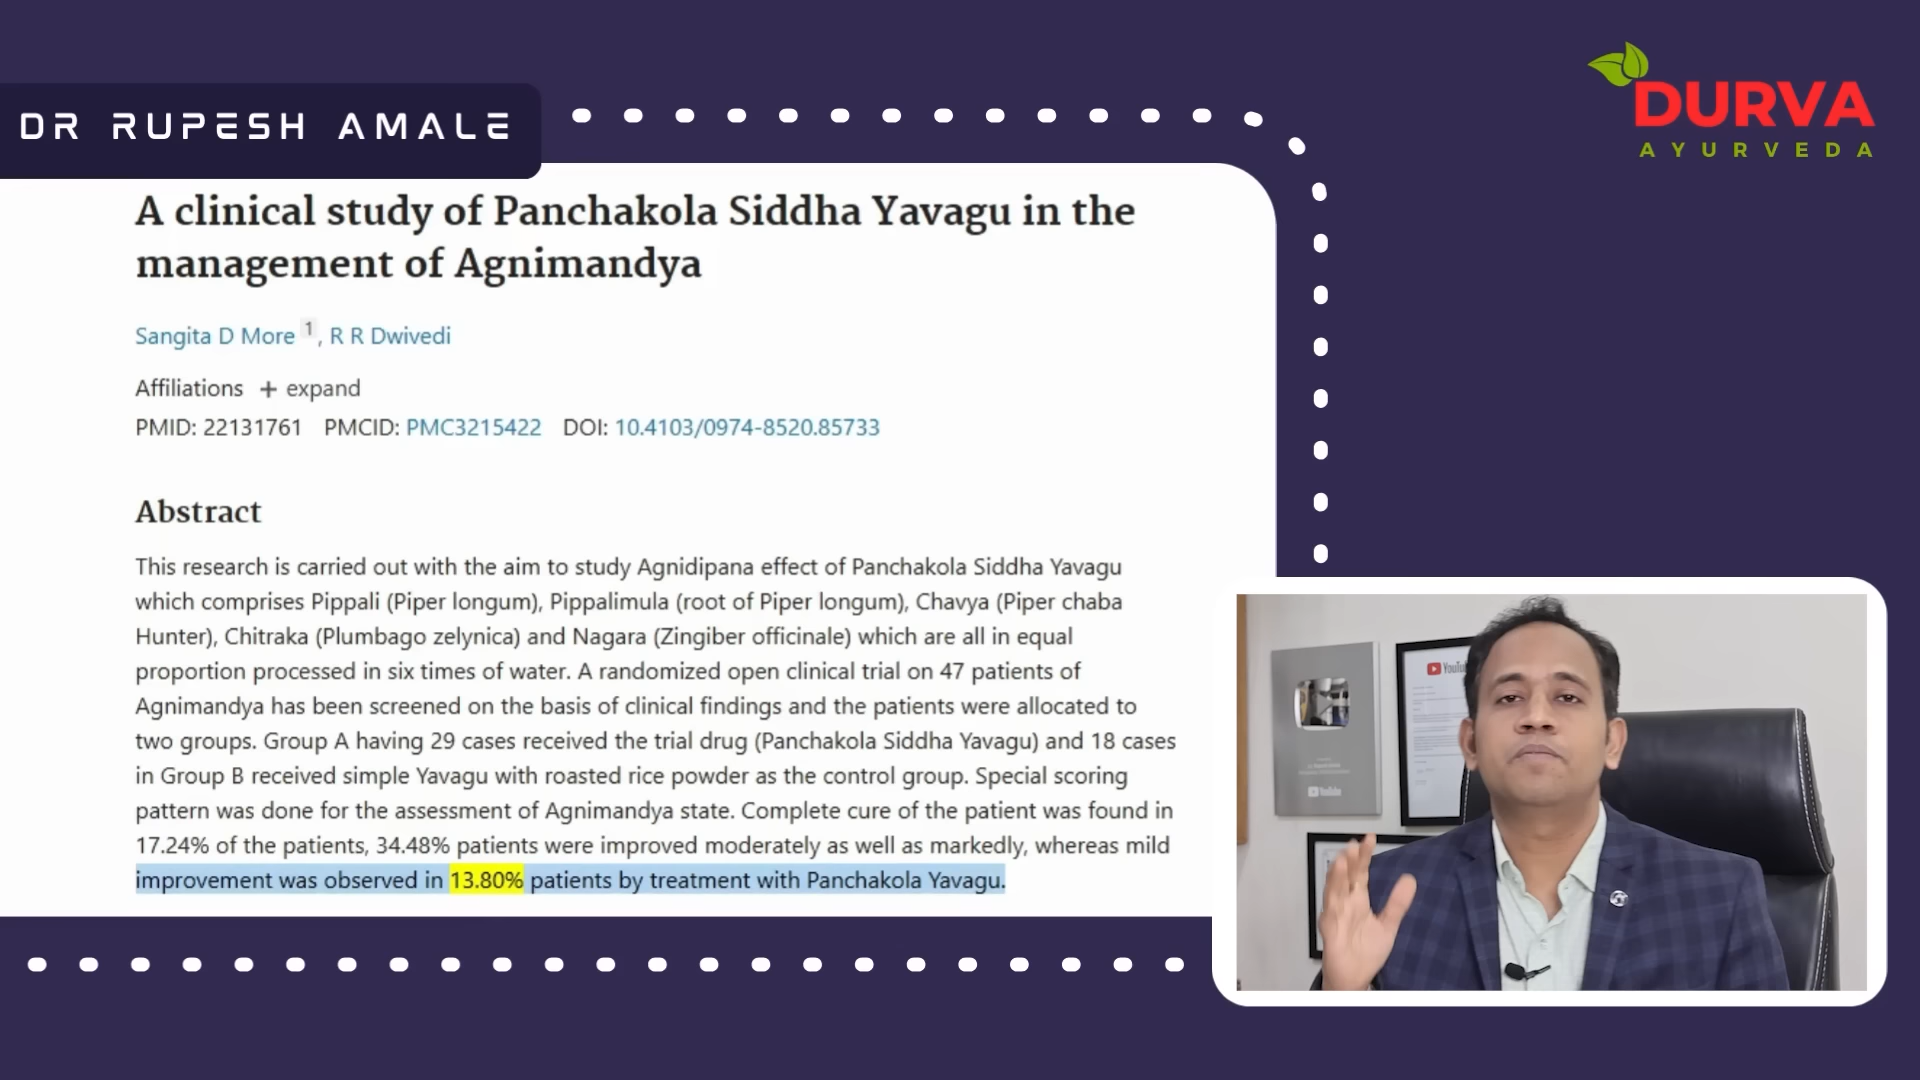 DR RUPESH AMALE
DURVA
AYURVEDA
A clinical study of Panchakola Siddha Yavagu in the
management of Agnimandya
Sangita D More 1, R R Dwivedi
Affiliations + expand
PMID: 22131761 PMCID: PMC3215422 DOI: 10.4103/0974-8520.85733
Abstract
This research is carried out with the aim to study Agnidipana effect of Panchakola Siddha Yavagu
which comprises Pippali (Piper longum), Pippalimula (root of Piper longum), Chavya (Piper chaba
Hunter), Chitraka (Plumbago zelynica) and Nagara (Zingiber officinale) which are all in equal
proportion processed in six times of water. A randomized open clinical trial on 47 patients of
Agnimandya has been screened on the basis of clinical findings and the patients were allocated to
two groups. Group A having 29 cases received the trial drug (Panchakola Siddha Yavagu) and 18 cases
in Group B received simple Yavagu with roasted rice powder as the control group. Special scoring
pattern was done for the assessment of Agnimandya state. Complete cure of the patient was found in
17.24% of the patients, 34.48% patients were improved moderately as well as markedly, whereas mild
improvement was observed in 13.80% patients by treatment with Panchakola Yavagu.
YouTube